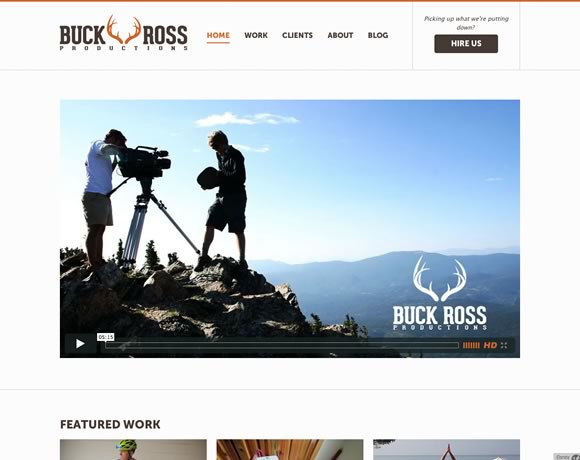 BUCK ROSS
PRODUCTIONS
HOME WORK CLIENTS ABOUT BLOG
Picking up what we're putting
down?
HIRE US
BUCK ROSS
PRODUCTIONS
05:15
HD
FEATURED WORK